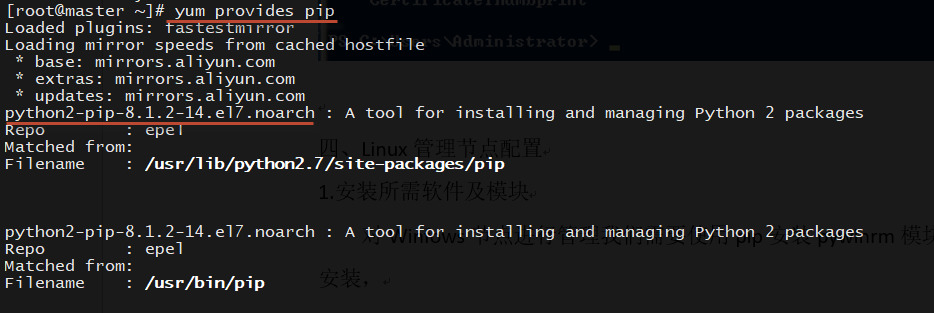 CertificateThumbprint
[root@master ~]# yum provides pip
Loaded plugins: fastestmirror
Loading mirror speeds from cached hostfile
PS C:\Users\Administrator>
 * base: mirrors.aliyun.com
 * extras: mirrors.aliyun.com
 * updates: mirrors.aliyun.com
python2-pip-8.1.2-14.el7.noarch : A tool for installing and managing Python 2 packages
Repo        : epel
四、Linux 管理节点配置
Matched from:
Filename    : /usr/lib/python2.7/site-packages/pip
1.安装所需软件及模块
python2-pip-8.1.2-14.el7.noarch : A tool for installing and managing Python 2 packages
对 Windows 节点进行管理我们需要使用 pip 安装 pywinrm 模块
Repo        : epel
Matched from:
安装，
Filename    : /usr/bin/pip